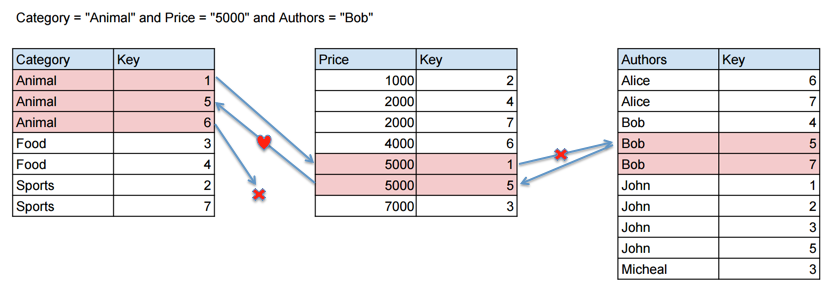 Category = "Animal" and Price = "5000" and Authors = "Bob"
Category Key
Animal 1
Animal 5
Animal 6
Food 3
Food 4
Sports 2
Sports 7
Price Key
1000 2
2000 4
2000 7
4000 6
5000 1
5000 5
7000 3
Authors Key
Alice 6
Alice 7
Bob 4
Bob 5
Bob 7
John 1
John 2
John 3
John 5
Micheal 3